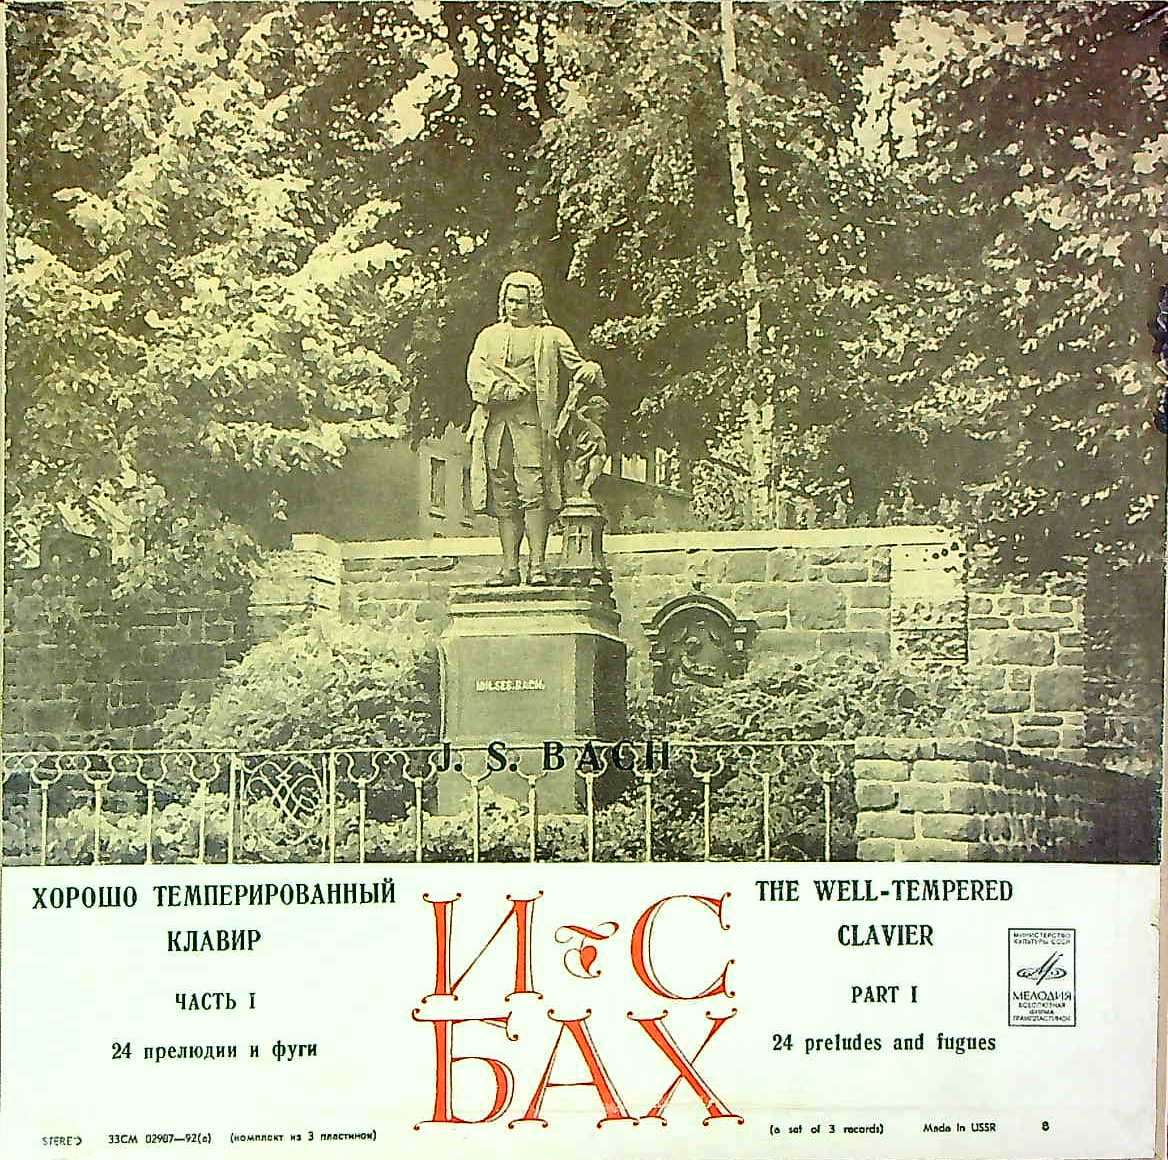 JOH. SEB. BACH.
J. S. BACH
ХОРОШО ТЕМПЕРИРОВАННЫЙ
КЛАВИР
ЧАСТЬ I
24 прелюдии и фуги
И С
БАХ
THE WELL-TEMPERED
CLAVIER
PART I
24 preludes and fugues
МИНИСТЕРСТВО
КУЛЬТУРЫ СССР
МЕЛОДИЯ
ВСЕСОЮЗНАЯ
ФИРМА
ГРАМПЛАСТИНОК
STEREO 33СМ 02987—92(а) (комплект из 3 пластинок)
(a set of 3 records) Made in USSR 8